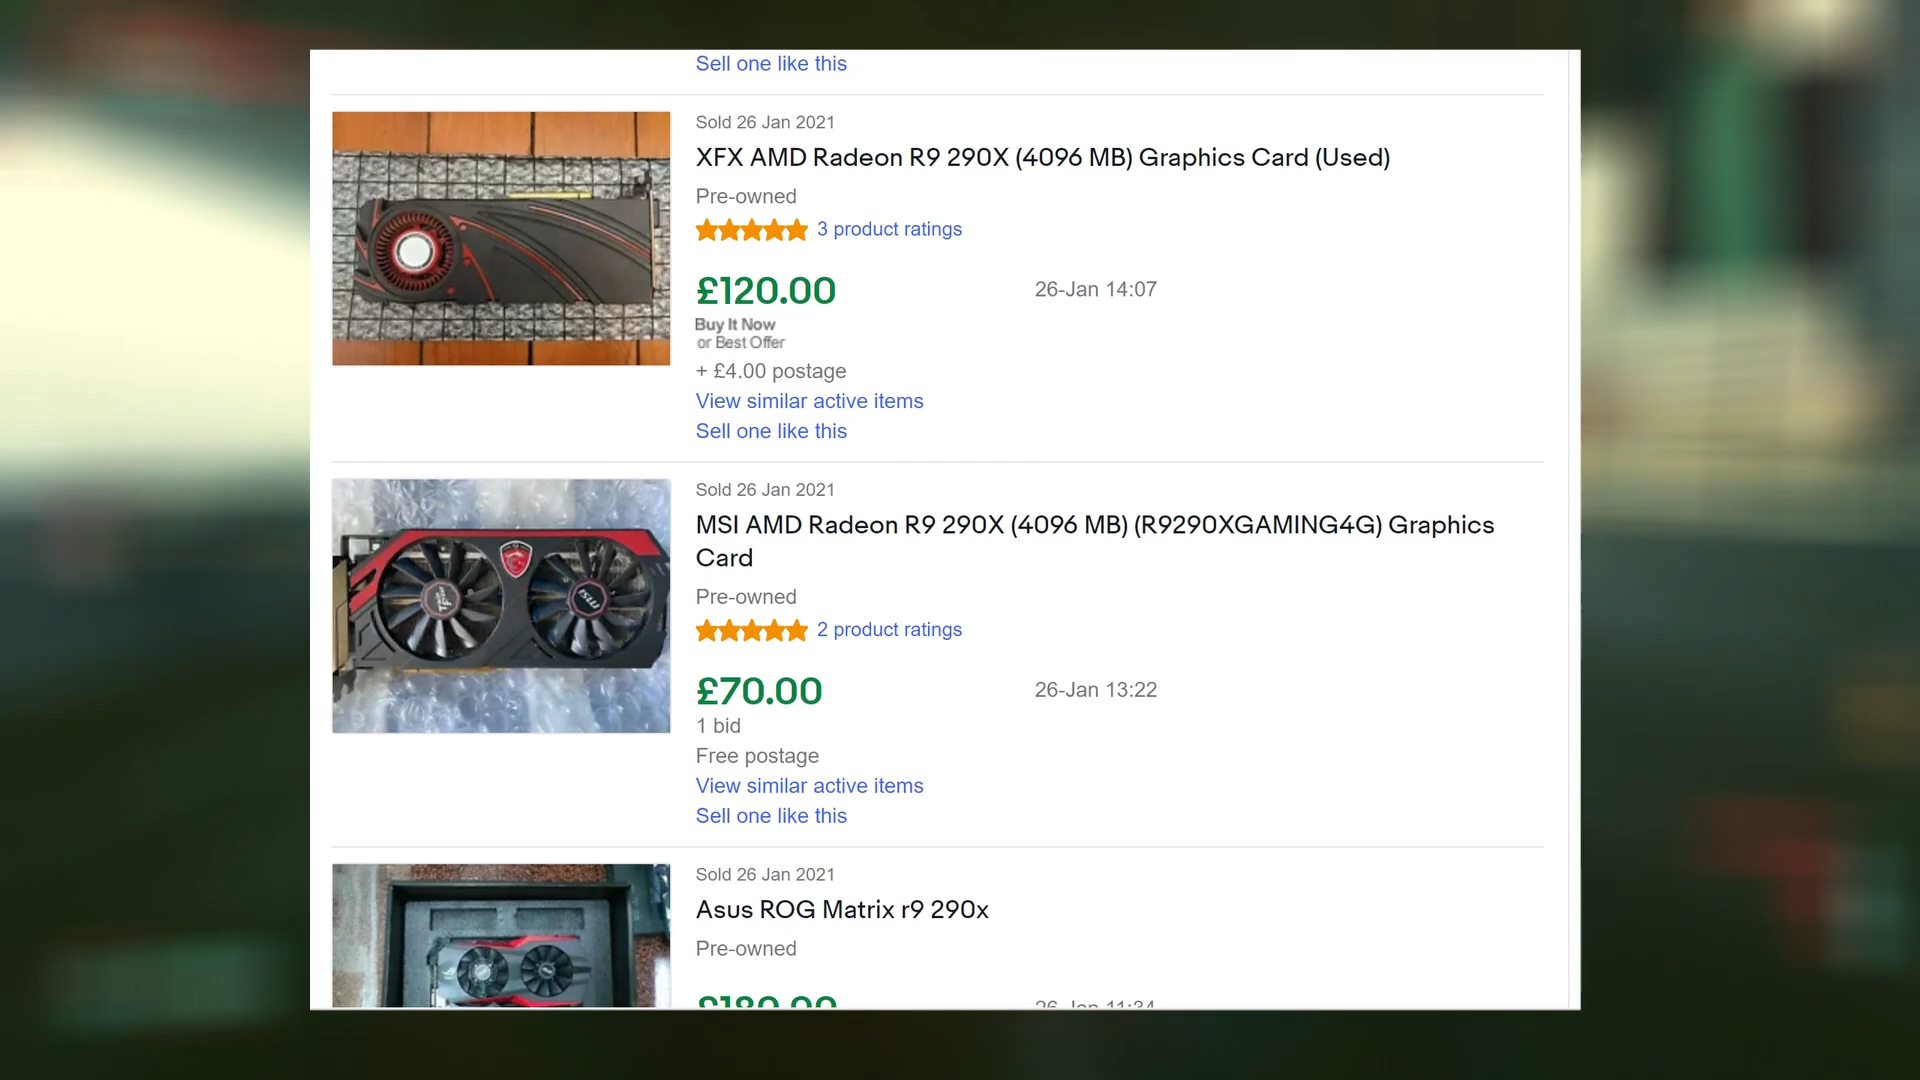 Sell one like this
Sold 26 Jan 2021
XFX AMD Radeon R9 290X (4096 MB) Graphics Card (Used)
Pre-owned
3 product ratings
£120.00
26-Jan 14:07
Buy It Now
or Best Offer
+ £4.00 postage
View similar active items
Sell one like this
Sold 26 Jan 2021
MSI AMD Radeon R9 290X (4096 MB) (R9290XGAMING4G) Graphics
Card
Pre-owned
2 product ratings
£70.00
26-Jan 13:22
1 bid
Free postage
View similar active items
Sell one like this
Sold 26 Jan 2021
Asus ROG Matrix r9 290x
Pre-owned
26-Jan 11:34